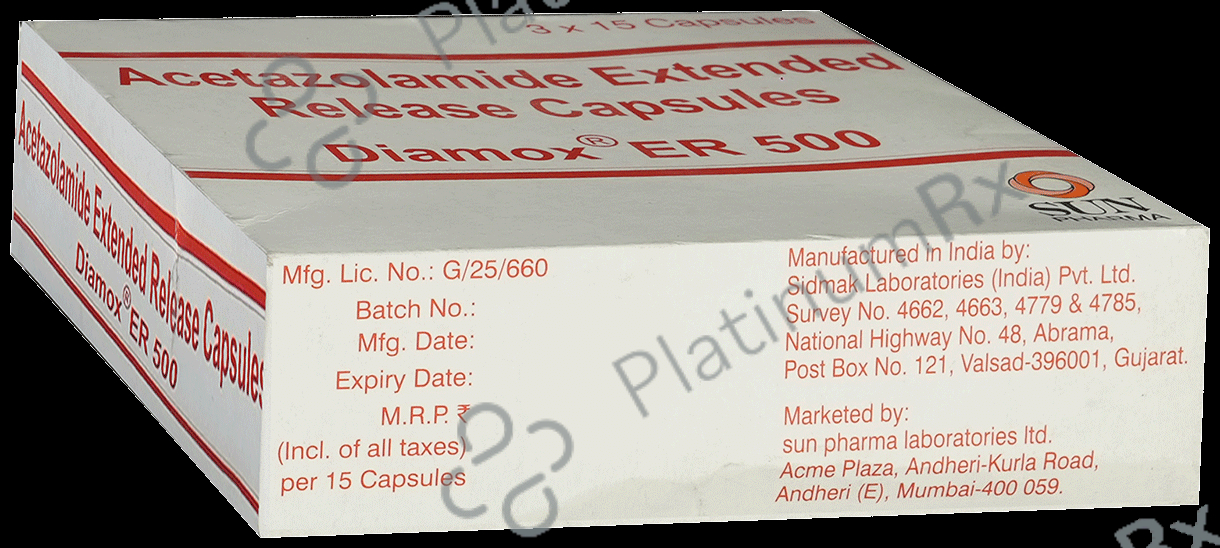 3 x 15 Capsules
Acetazolamide Extended
Release Capsules
Diamox® ER 500
SUN
PHARMA
Acetazolamide Extended Release Capsules
Diamox® ER 500
Mfg. Lic. No.: G/25/660
Batch No.:
Mfg. Date:
Expiry Date:
M.R.P. ₹
(Incl. of all taxes)
per 15 Capsules
Manufactured in India by:
Sidmak Laboratories (India) Pvt. Ltd.
Survey No. 4662, 4663, 4779 & 4785,
National Highway No. 48, Abrama,
Post Box No. 121, Valsad-396001, Gujarat.
Marketed by:
sun pharma laboratories ltd.
Acme Plaza, Andheri-Kurla Road,
Andheri (E), Mumbai-400 059.
PlatinumRx
Platinum
Rx